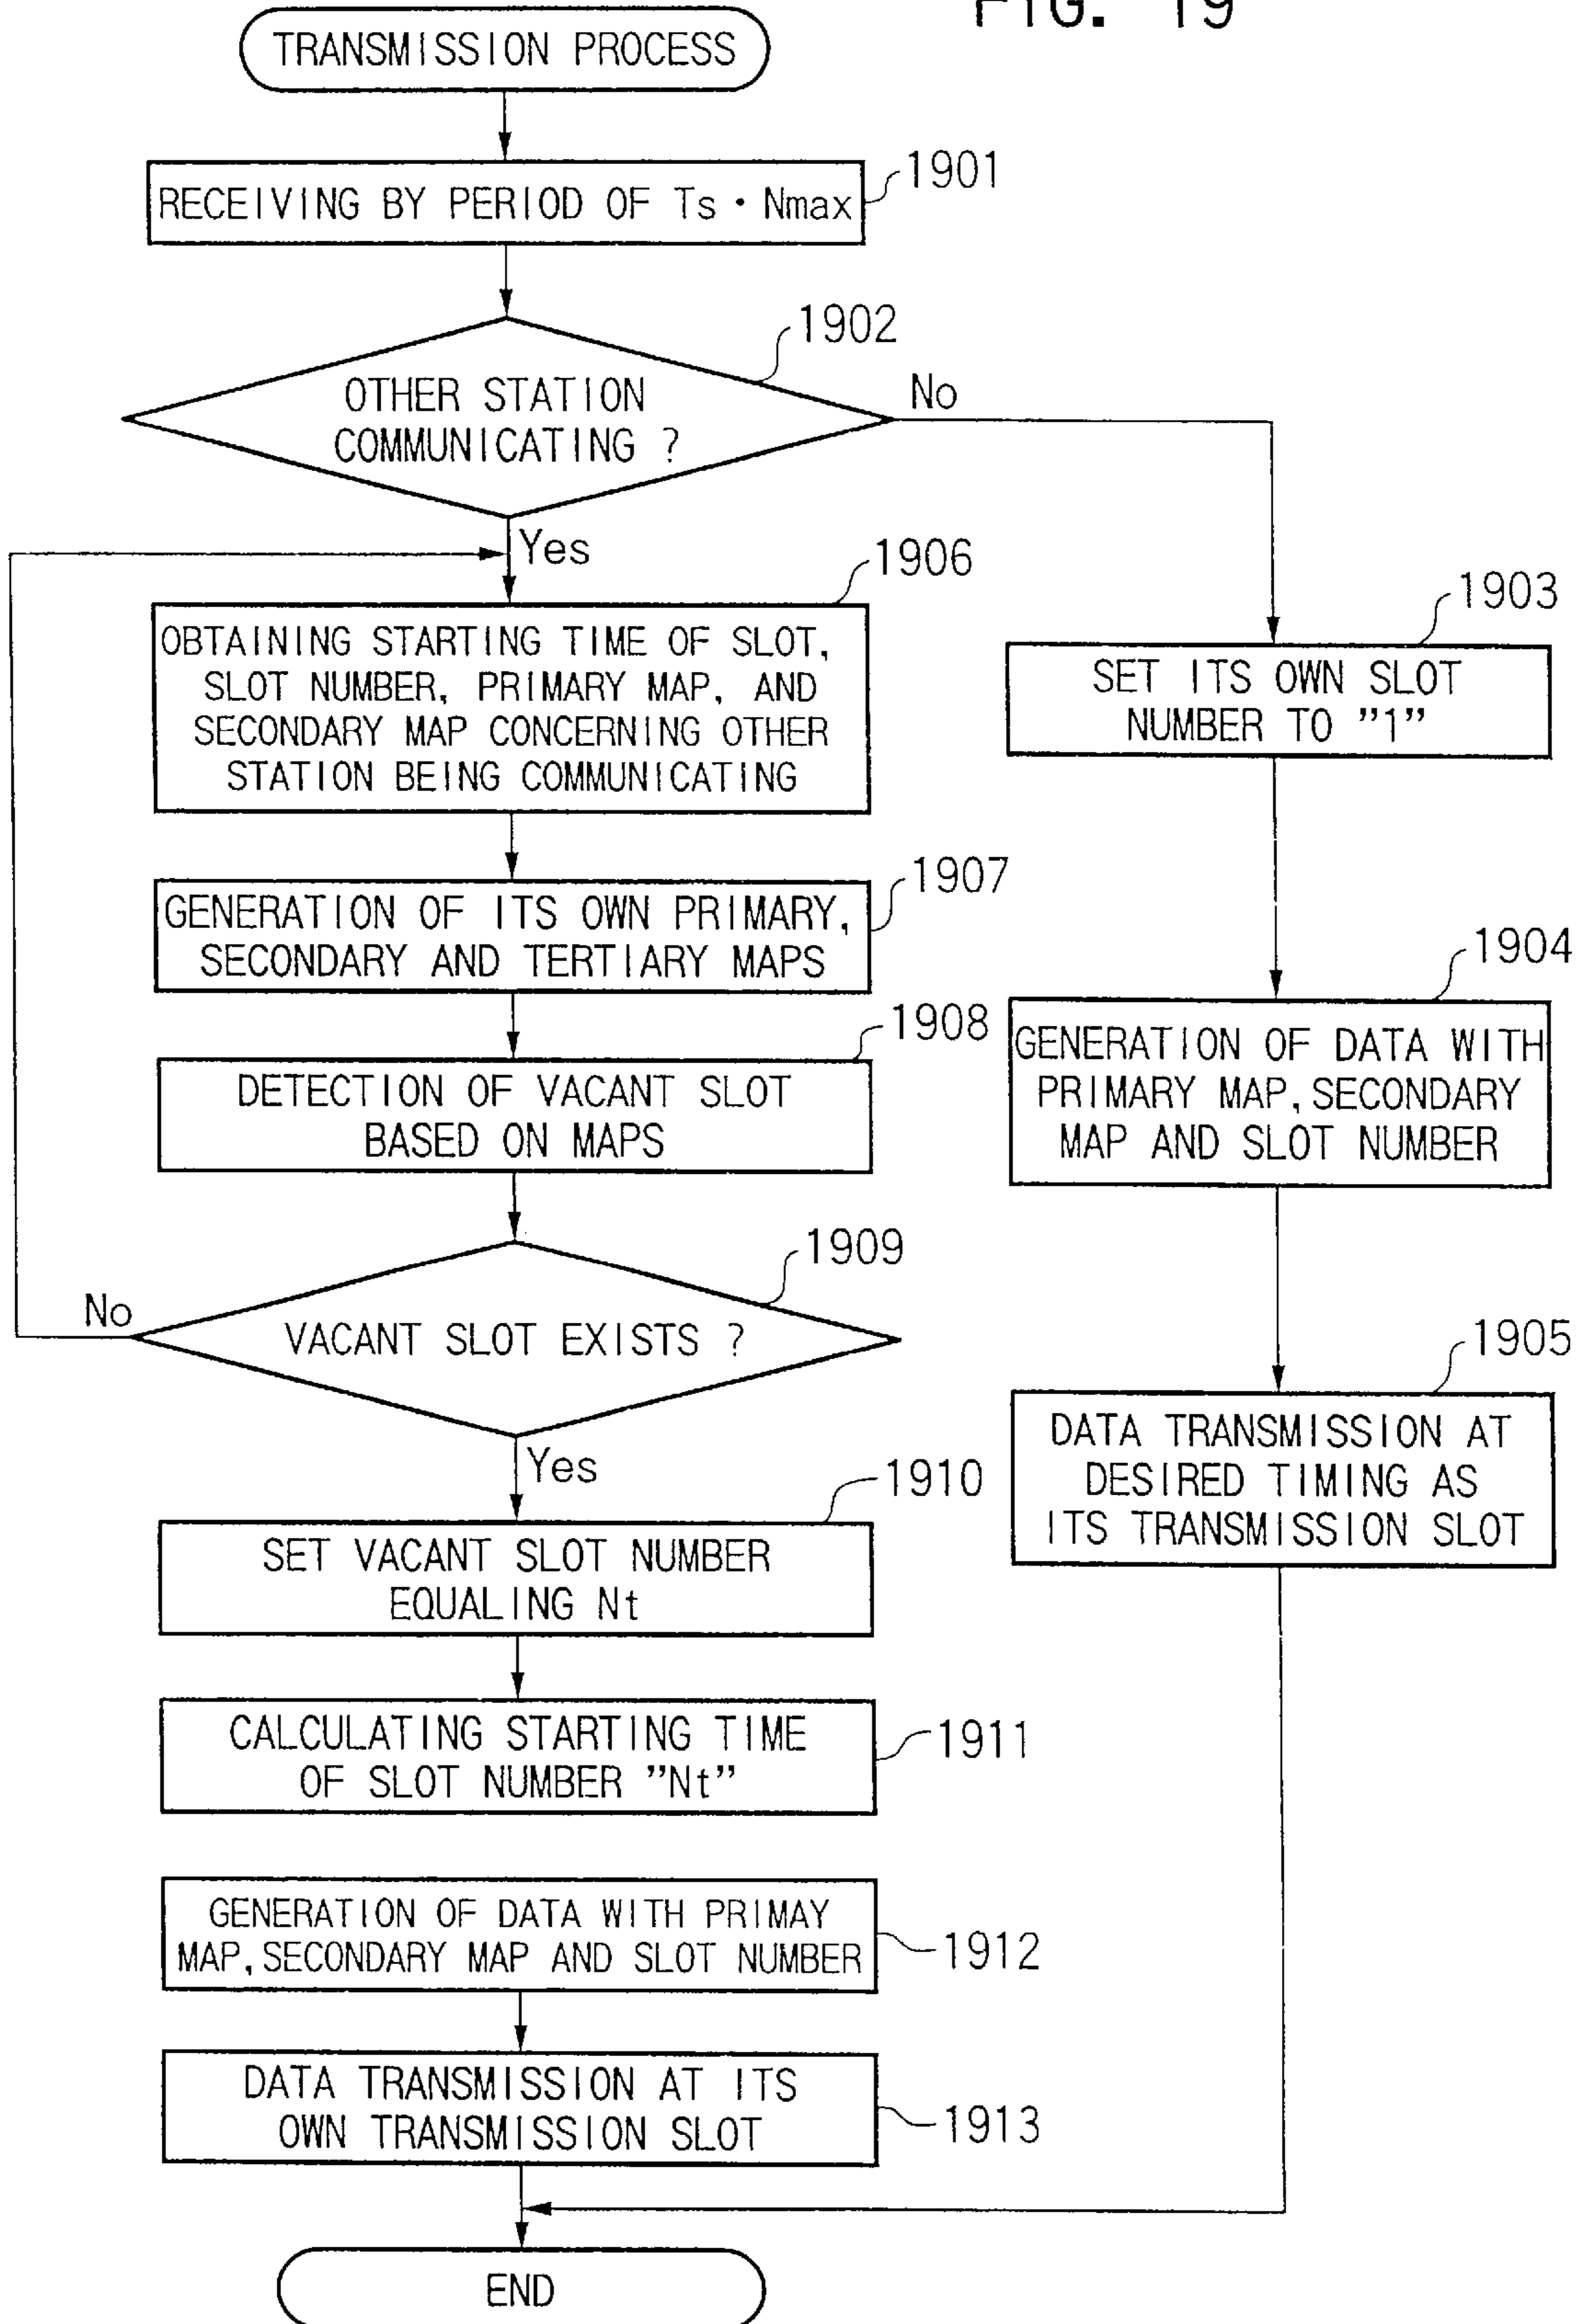 FIG. 19
TRANSMISSION PROCESS
RECEIVING BY PERIOD OF Ts・Nmax
1901
1902
OTHER STATION
COMMUNICATING ?
No
Yes
1906
OBTAINING STARTING TIME OF SLOT,
SLOT NUMBER, PRIMARY MAP, AND
SECONDARY MAP CONCERNING OTHER
STATION BEING COMMUNICATING
1903
SET ITS OWN SLOT
NUMBER TO "1"
1907
GENERATION OF ITS OWN PRIMARY,
SECONDARY AND TERTIARY MAPS
1904
GENERATION OF DATA WITH
PRIMARY MAP,SECONDARY
MAP AND SLOT NUMBER
1908
DETECTION OF VACANT SLOT
BASED ON MAPS
1909
No
VACANT SLOT EXISTS ?
Yes
1905
DATA TRANSMISSION AT
DESIRED TIMING AS
ITS TRANSMISSION SLOT
1910
SET VACANT SLOT NUMBER
EQUALING Nt
CALCULATING STARTING TIME
OF SLOT NUMBER "Nt"
1911
GENERATION OF DATA WITH PRIMAY
MAP,SECONDARY MAP AND SLOT NUMBER
1912
DATA TRANSMISSION AT ITS
OWN TRANSMISSION SLOT
1913
END